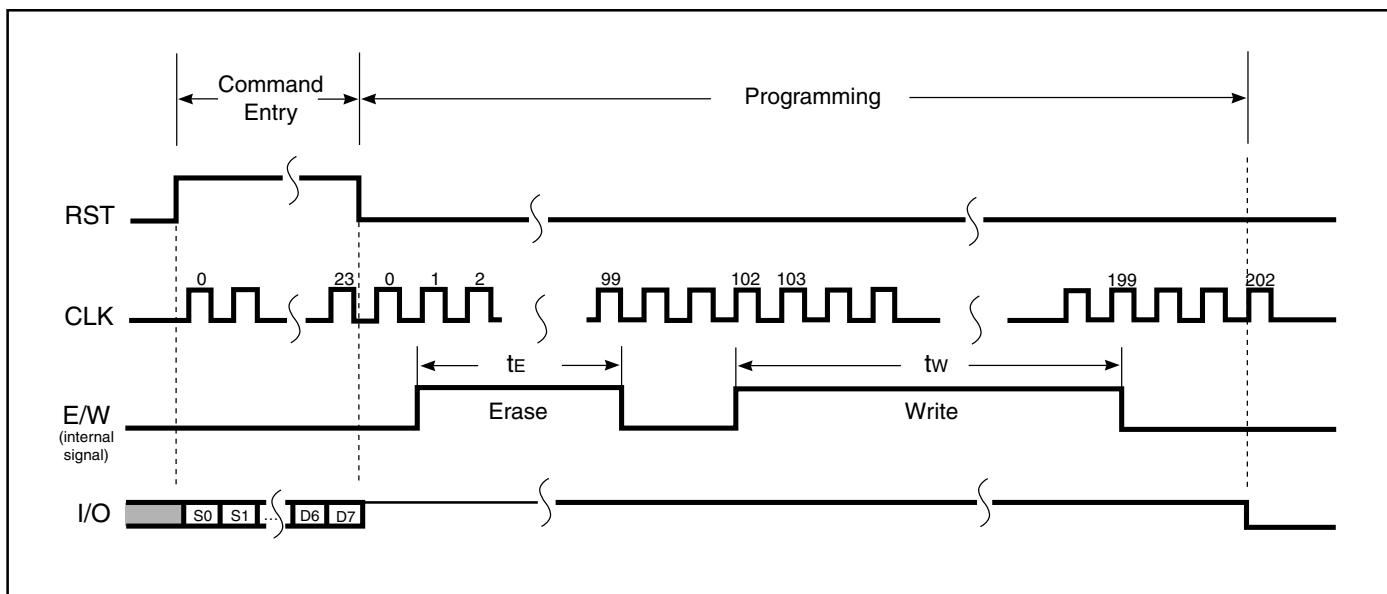 Command
Entry
Programming
RST
0 23 0 1 2 99 102 103 199 202
CLK
tE tW
E/W
(internal
signal)
Erase Write
I/O S0 S1 ... D6 D7